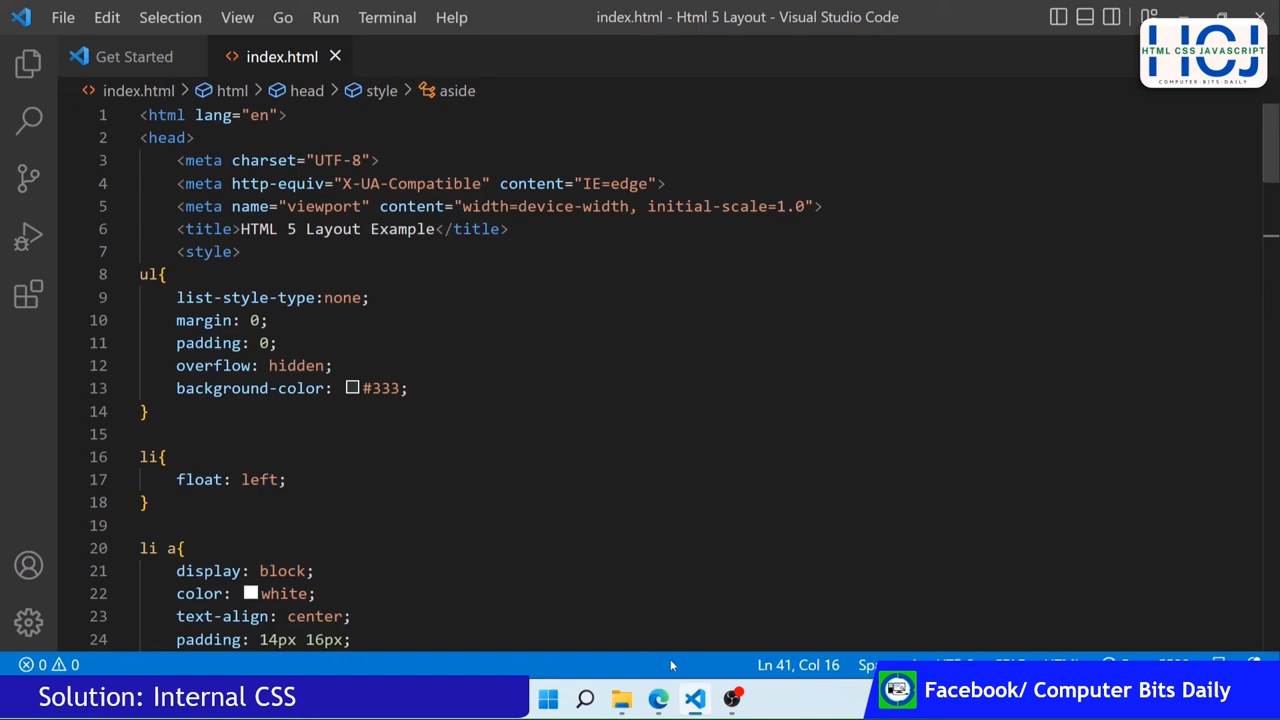 File Edit Selection View Go Run Terminal Help index.html - Html 5 Layout - Visual Studio Code
HCJ
HTML CSS JAVASCRIPT
COMPUTER-BITS-DAILY
Get Started index.html
index.html > html > head > style > aside
1 <html lang="en">
2 <head>
3 <meta charset="UTF-8">
4 <meta http-equiv="X-UA-Compatible" content="IE=edge">
5 <meta name="viewport" content="width=device-width, initial-scale=1.0">
6 <title>HTML 5 Layout Example</title>
7 <style>
8 ul{
9 list-style-type:none;
10 margin: 0;
11 padding: 0;
12 overflow: hidden;
13 background-color: #333;
14 }
15
16 li{
17 float: left;
18 }
19
20 li a{
21 display: block;
22 color: white;
23 text-align: center;
24 padding: 14px 16px;
0 0 Ln 41, Col 16
Solution: Internal CSS
Facebook/ Computer Bits Daily